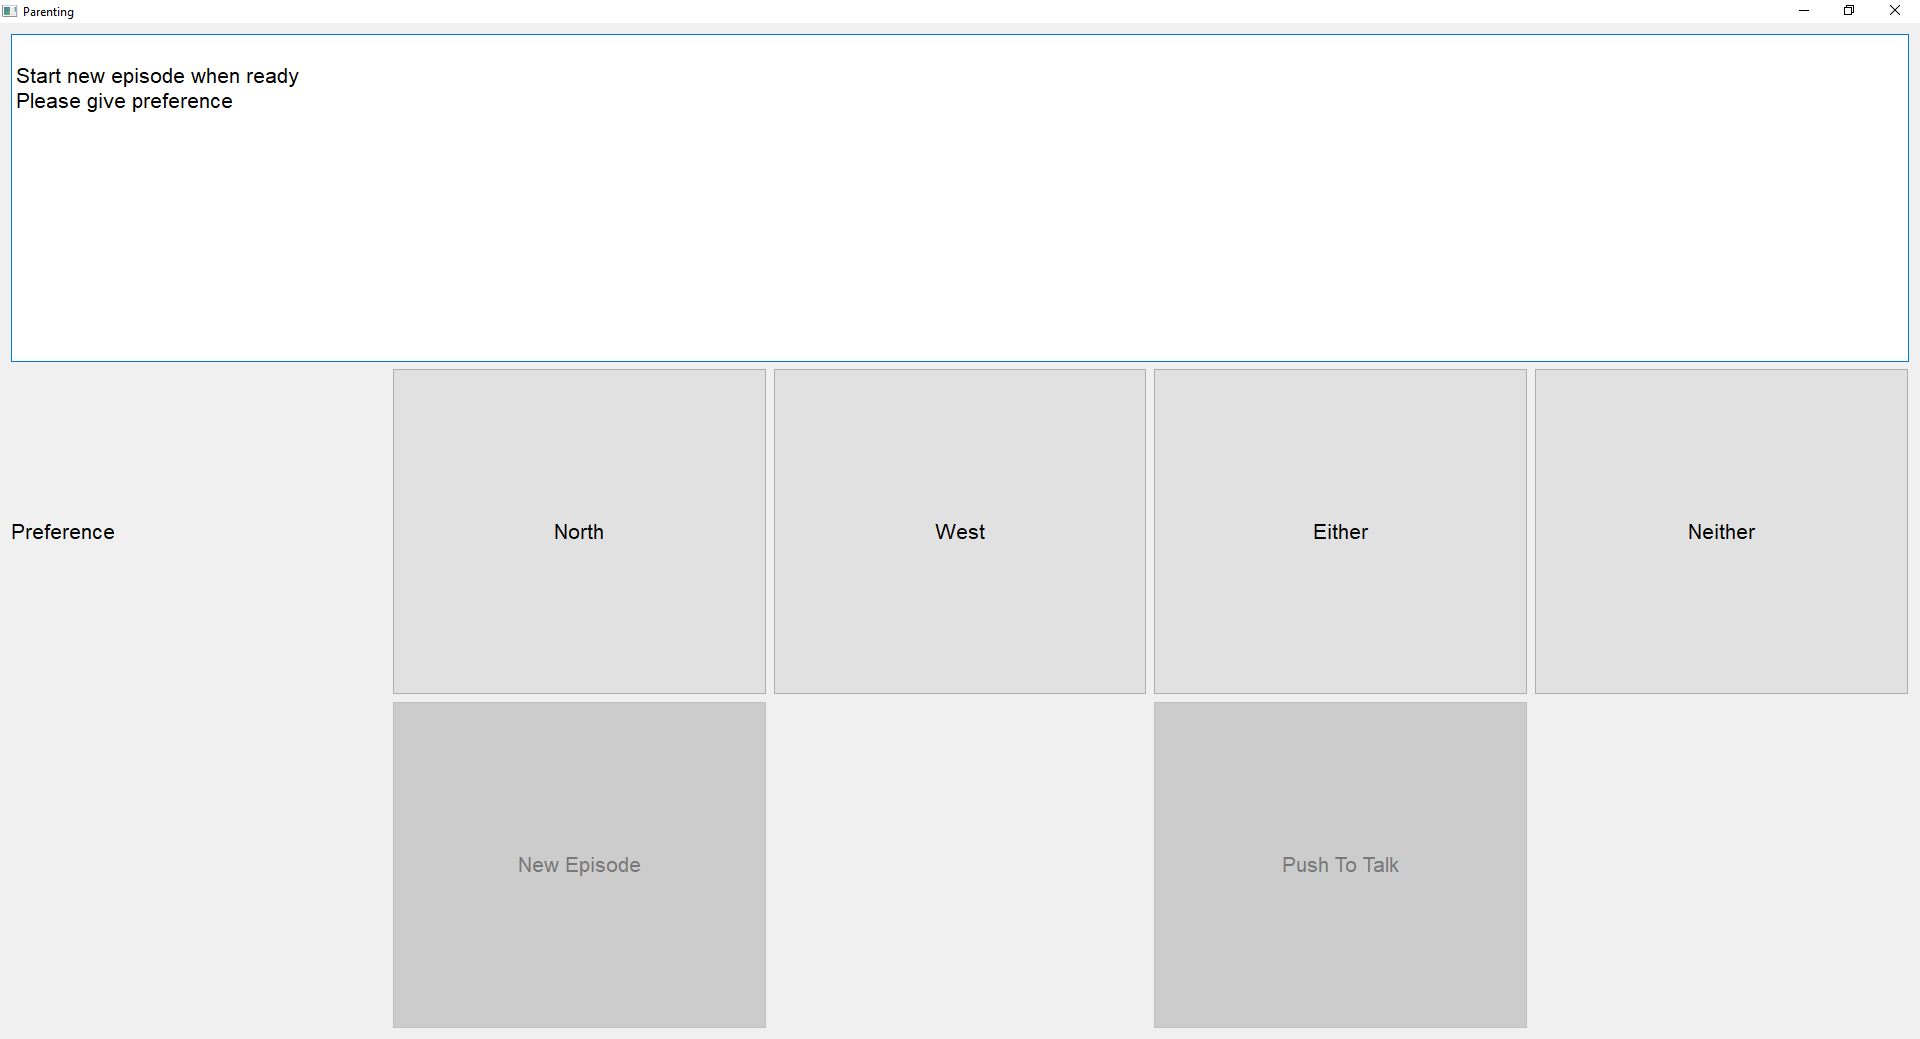 Parenting
Start new episode when ready
Please give preference
Preference
North
West
Either
Neither
New Episode
Push To Talk